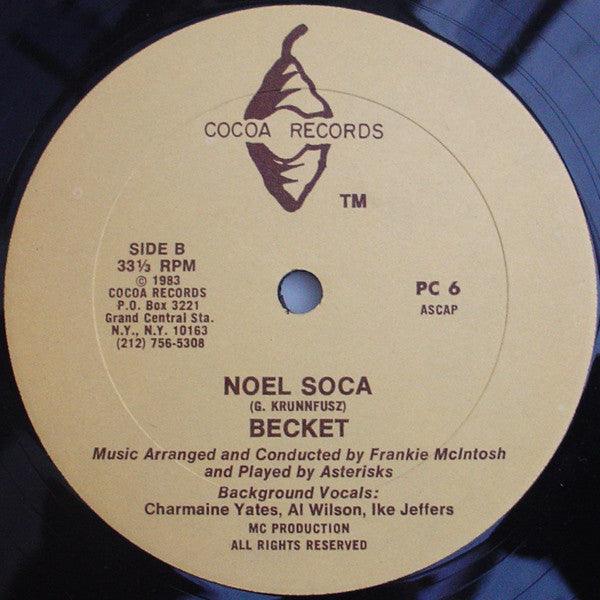 COCOA RECORDS
TM
SIDE B
33⅓ RPM
© 1983
COCOA RECORDS
P.O. Box 3221
Grand Central Sta.
N.Y., N.Y. 10163
(212) 756-5308
PC 6
ASCAP
NOEL SOCA
(G. KRUNNFUSZ)
BECKET
Music Arranged and Conducted by Frankie McIntosh
and Played by Asterisks
Background Vocals:
Charmaine Yates, Al Wilson, Ike Jeffers
MC PRODUCTION
ALL RIGHTS RESERVED